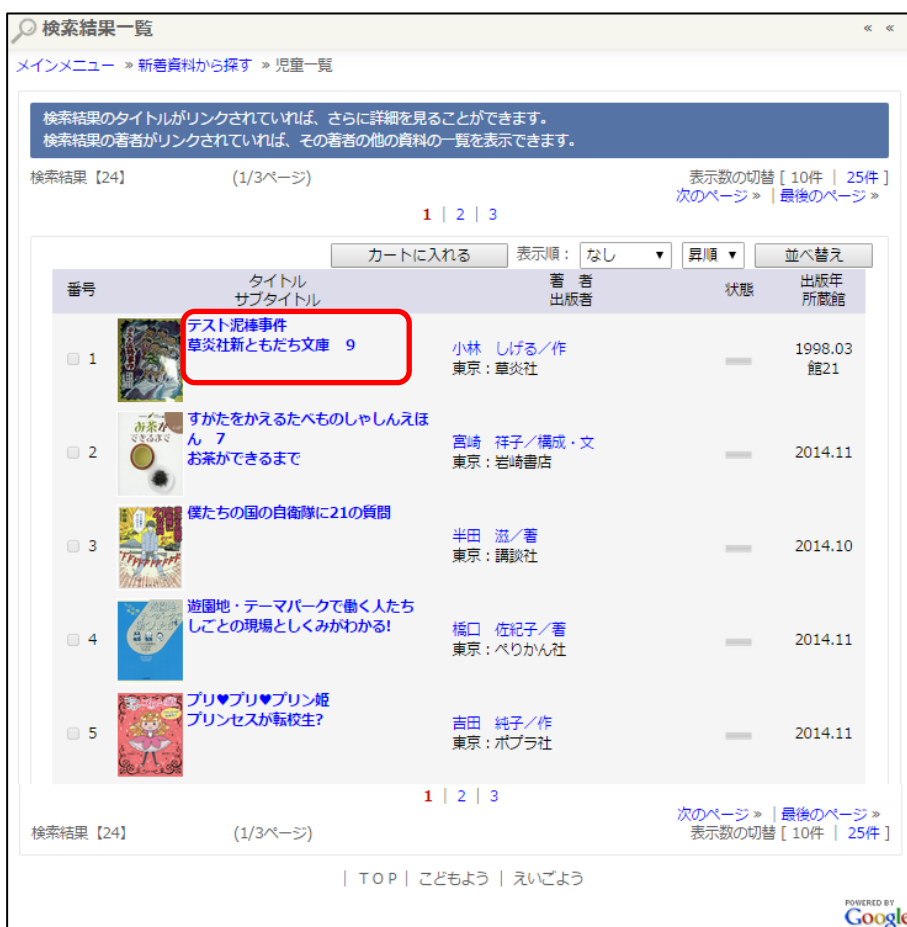 検索結果一覧 « «
メインメニュー » 新着資料から探す » 児童一覧
検索結果のタイトルがリンクされていれば、さらに詳細を見ることができます。
検索結果の著者がリンクされていれば、その著者の他の資料の一覧を表示できます。
検索結果【24】 (1/3ページ) 表示数の切替 [ 10件 | 25件 ]
次のページ » | 最後のページ »
1 | 2 | 3
カートに入れる 表示順： なし ▼ 昇順 ▼ 並べ替え
番号 タイトル 著 者 状態 出版年
サブタイトル 出版者 所蔵館
テスト泥棒事件
草炎社新ともだち文庫 9
1 小林 しげる／作 1998.03
東京：草炎社 館21
すがたをかえるたべものしゃしんえほ
ん 7
お茶ができるまで
お茶が
できるまで
2 宮崎 祥子／構成・文 2014.11
東京：岩崎書店
僕たちの国の自衛隊に21の質問
3 半田 滋／著 2014.10
東京：講談社
遊園地・テーマパークで働く人たち
しごとの現場としくみがわかる!
4 橋口 佐紀子／著 2014.11
東京：ぺりかん社
プリ♥プリ♥プリン姫
プリンセスが転校生?
5 吉田 純子／作 2014.11
東京：ポプラ社
1 | 2 | 3
次のページ » | 最後のページ »
検索結果【24】 (1/3ページ) 表示数の切替 [ 10件 | 25件 ]
| TOP | こどもよう | えいごよう
POWERED BY
Google